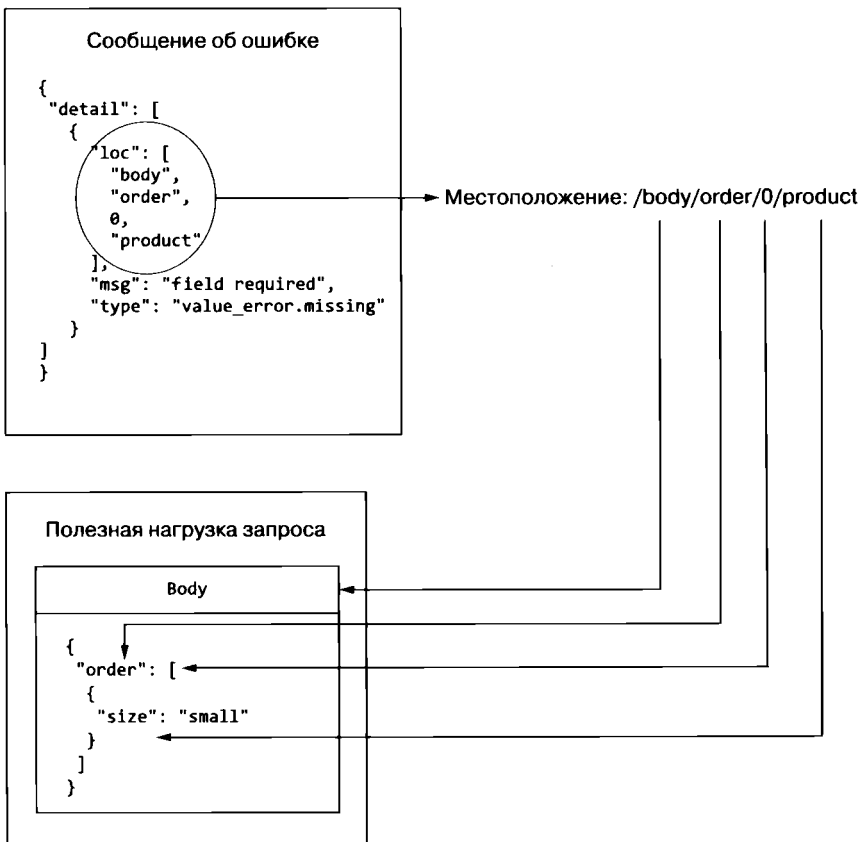 Сообщение об ошибке
{
"detail": [
{
"loc": [
"body",
"order",
0,
"product"
],
"msg": "field required",
"type": "value_error.missing"
}
]
}
Местоположение: /body/order/0/product
Полезная нагрузка запроса
Body
{
"order": [
{
"size": "small"
}
]
}